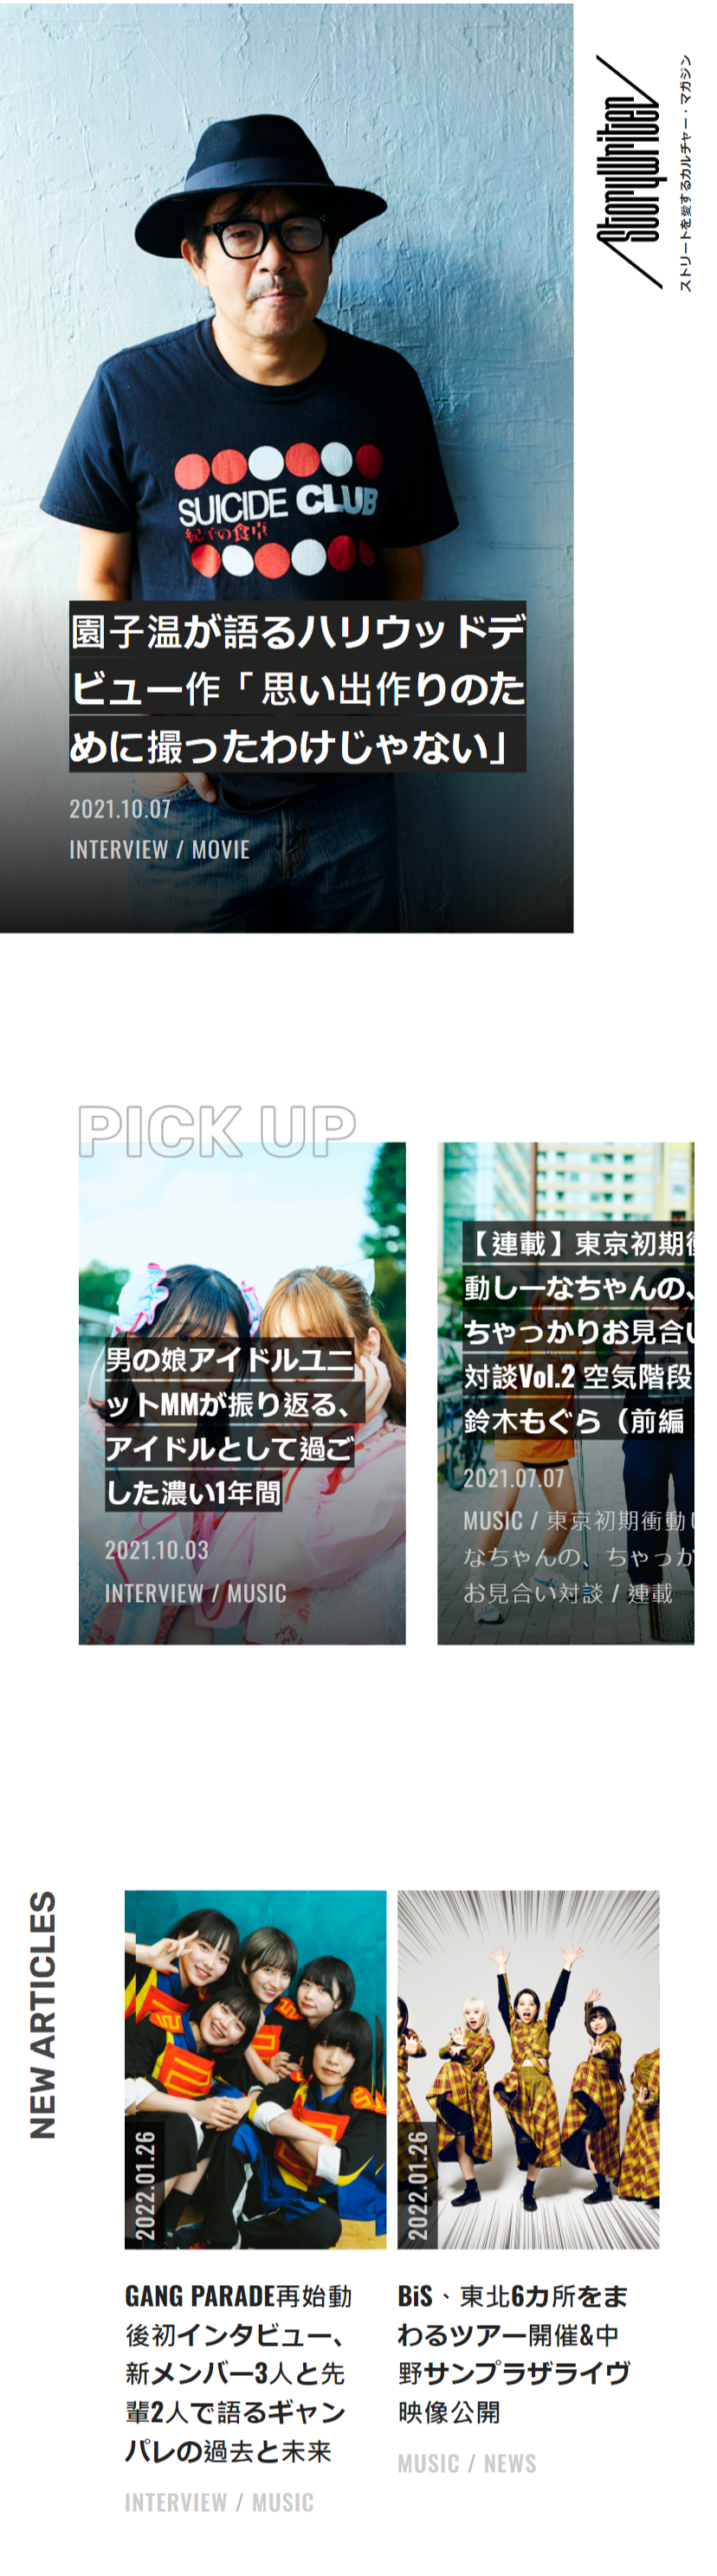 StoryWriter
ストリートを愛するカルチャー・マガジン
SUICIDE CLUB
紀子の食卓
園子温が語るハリウッドデ
ビュー作「思い出作りのた
めに撮ったわけじゃない」
2021.10.07
INTERVIEW / MOVIE
PICK UP
男の娘アイドルユニ
ットMMが振り返る、
アイドルとして過ご
した濃い1年間
2021.10.03
INTERVIEW / MUSIC
【連載】東京初期衝
動しーなちゃんの、
ちゃっかりお見合い
対談Vol.2 空気階段
鈴木もぐら（前編
2021.07.07
MUSIC / 東京初期衝動し
なちゃんの、ちゃっか
お見合い対談 / 連載
NEW ARTICLES
2022.01.26
GANG PARADE再始動
後初インタビュー、
新メンバー3人と先
輩2人で語るギャン
パレの過去と未来
INTERVIEW / MUSIC
2022.01.26
BiS、東北6カ所をま
わるツアー開催&中
野サンプラザライヴ
映像公開
MUSIC / NEWS